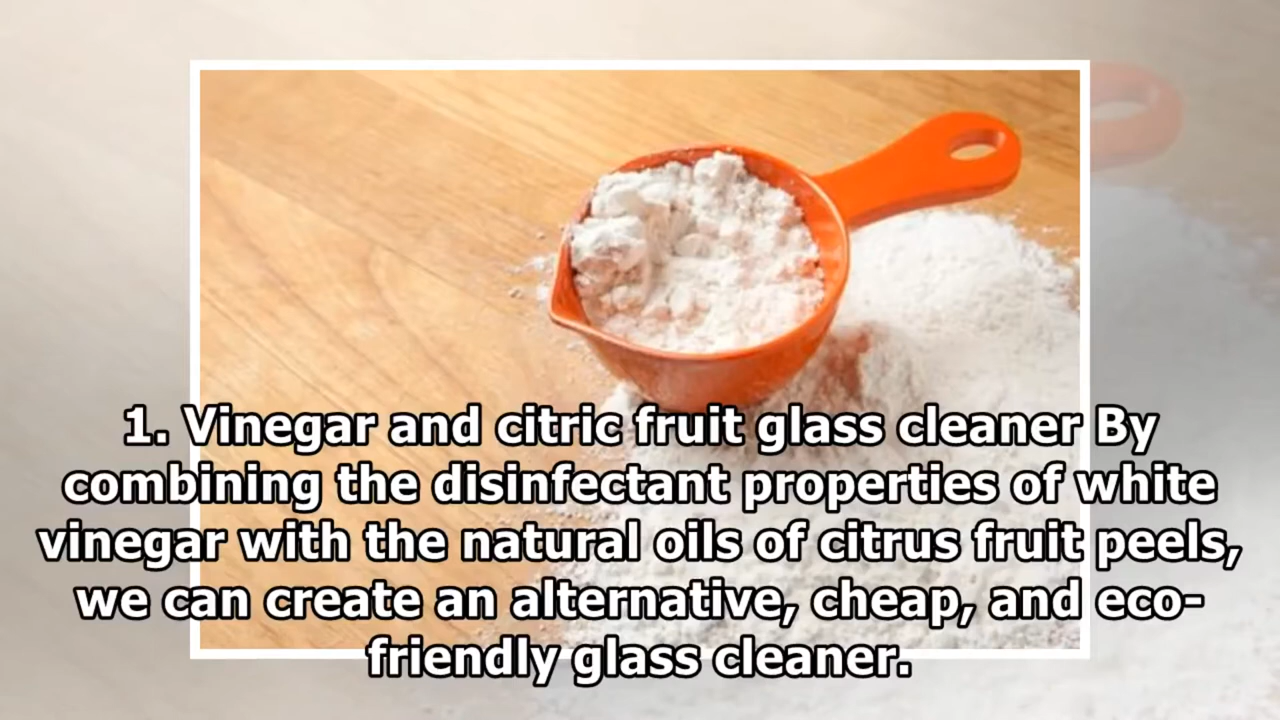 1. Vinegar and citric fruit glass cleaner By
combining the disinfectant properties of white
vinegar with the natural oils of citrus fruit peels,
we can create an alternative, cheap, and eco-
friendly glass cleaner.